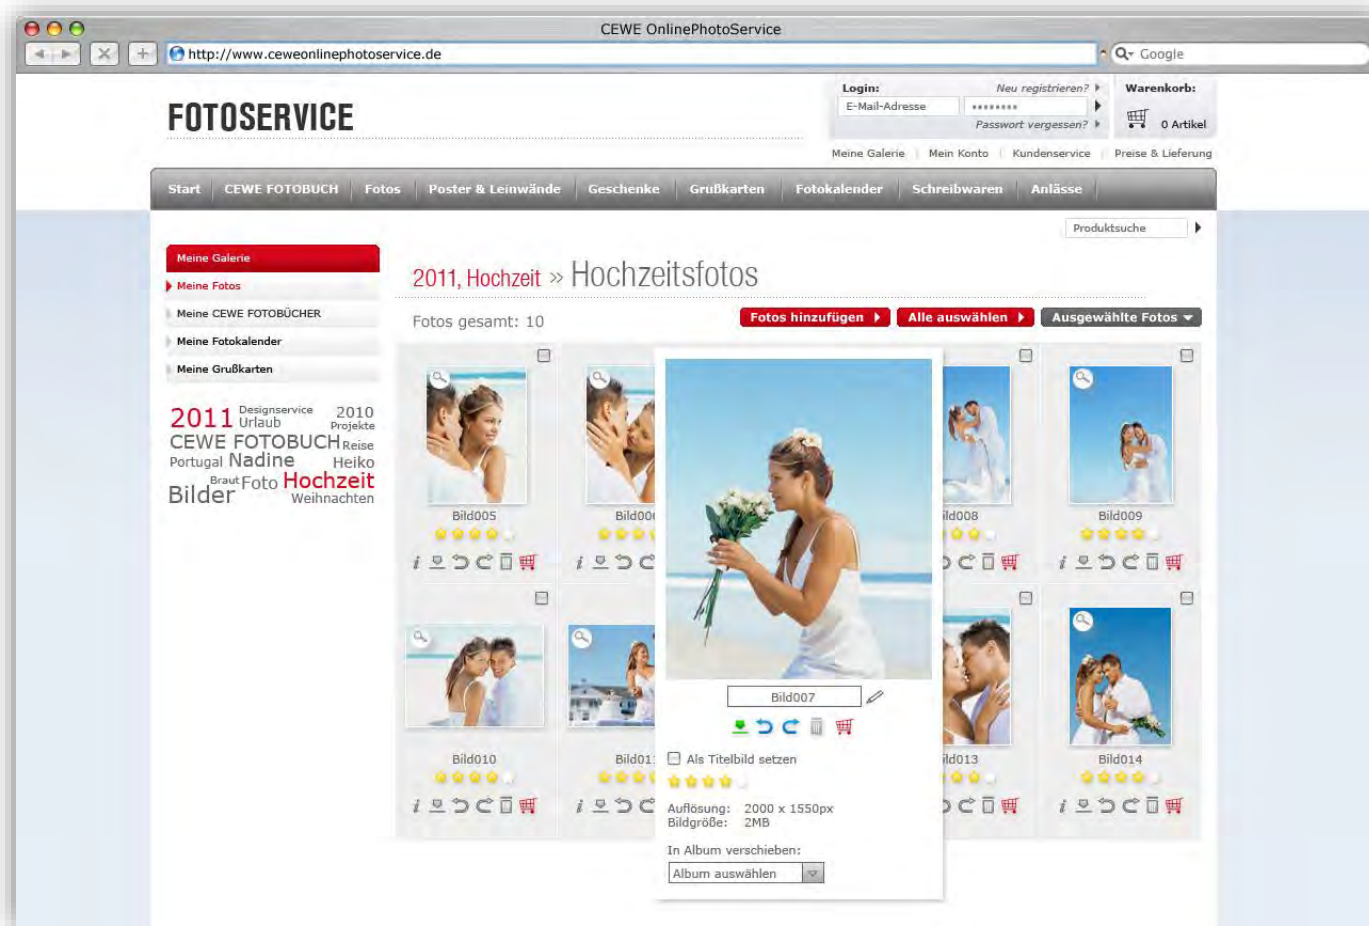 CEWE OnlinePhotoService
http://www.ceweonlinephotoservice.de
Google
FOTOSERVICE
Login:
Neu registrieren?
Warenkorb:
E-Mail-Adresse
Passwort vergessen?
0 Artikel
Meine Galerie
Mein Konto
Kundenservice
Preise & Lieferung
Start
CEWE FOTOBUCH
Fotos
Poster & Leinwände
Geschenke
Grußkarten
Fotokalender
Schreibwaren
Anlässe
Produktsuche
Meine Galerie
Meine Fotos
Meine CEWE FOTOBÜCHER
Meine Fotokalender
Meine Grußkarten
2011 Designservice 2010
Urlaub Projekte
CEWE FOTOBUCH Reise
Portugal Nadine Heiko
Braut Foto Hochzeit
Bilder Weihnachten
2011, Hochzeit » Hochzeitsfotos
Fotos gesamt: 10
Fotos hinzufügen
Alle auswählen
Ausgewählte Fotos
Bild005
Bild00
ild008
Bild009
Bild007
Als Titelbild setzen
Auflösung: 2000 x 1550px
Bildgröße: 2MB
In Album verschieben:
Album auswählen
Bild010
Bild01
ild013
Bild014